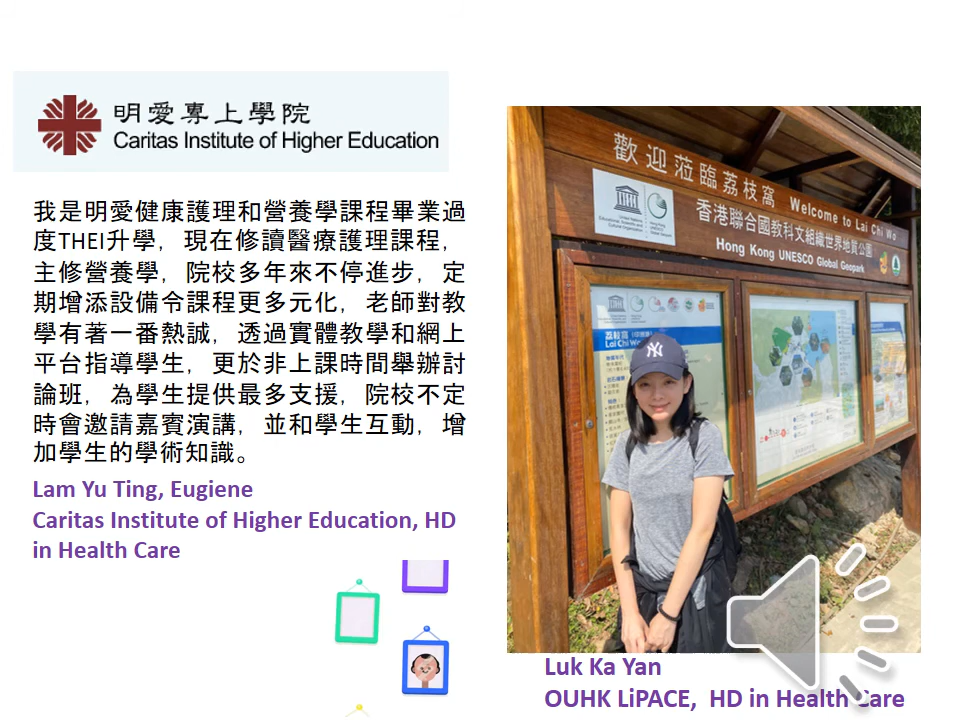 明愛專上學院
Caritas Institute of Higher Education
我是明愛健康護理和營養學課程畢業過
度THEI升學，現在修讀醫療護理課程，
主修營養學，院校多年來不停進步，定
期增添設備令課程更多元化，老師對教
學有著一番熱誠，透過實體教學和網上
平台指導學生，更於非上課時間舉辦討
論班，為學生提供最多支援，院校不定
時會邀請嘉賓演講，並和學生互動，增
加學生的學術知識。
Lam Yu Ting, Eugiene
Caritas Institute of Higher Education, HD
in Health Care
歡迎蒞臨荔枝窩 Welcome to Lai Chi Wo
香港聯合國教科文組織世界地質公園
Hong Kong UNESCO Global Geopark
荔枝窩
Lai Chi Wo
NY
Luk Ka Yan
OUHK LiPACE, HD in Health Care